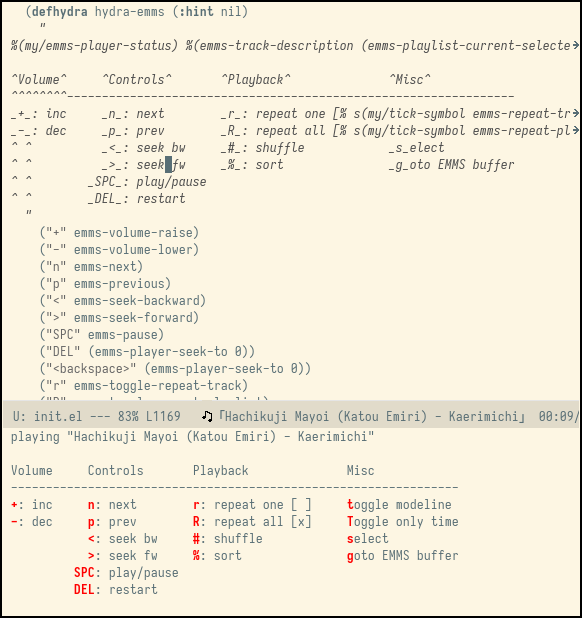 (defhydra hydra-emms (:hint nil)
"
%(my/emms-player-status) %(emms-track-description (emms-playlist-current-selecte→
^Volume^ ^Controls^ ^Playback^ ^Misc^
^^^^^^^^----------------------------------------------------------
_+_: inc _n_: next _r_: repeat one [% s(my/tick-symbol emms-repeat-tr→
_-_: dec _p_: prev _R_: repeat all [% s(my/tick-symbol emms-repeat-pl→
^ ^ _<_: seek bw _#_: shuffle _s_elect
^ ^ _>_: seek fw _%_: sort _g_oto EMMS buffer
^ ^ _SPC_: play/pause
^ ^ _DEL_: restart
"
("+" emms-volume-raise)
("-" emms-volume-lower)
("n" emms-next)
("p" emms-previous)
("<" emms-seek-backward)
(">" emms-seek-forward)
("SPC" emms-pause)
("DEL" (emms-player-seek-to 0))
("<backspace>" (emms-player-seek-to 0))
("r" emms-toggle-repeat-track)
U: init.el --- 83% L1169 ♫「Hachikuji Mayoi (Katou Emiri) - Kaerimichi」 00:09/
playing "Hachikuji Mayoi (Katou Emiri) - Kaerimichi"
Volume Controls Playback Misc
----------------------------------------------------------------
+: inc n: next r: repeat one [ ] toggle modeline
-: dec p: prev R: repeat all [x] Toggle only time
<: seek bw #: shuffle select
>: seek fw %: sort goto EMMS buffer
SPC: play/pause
DEL: restart